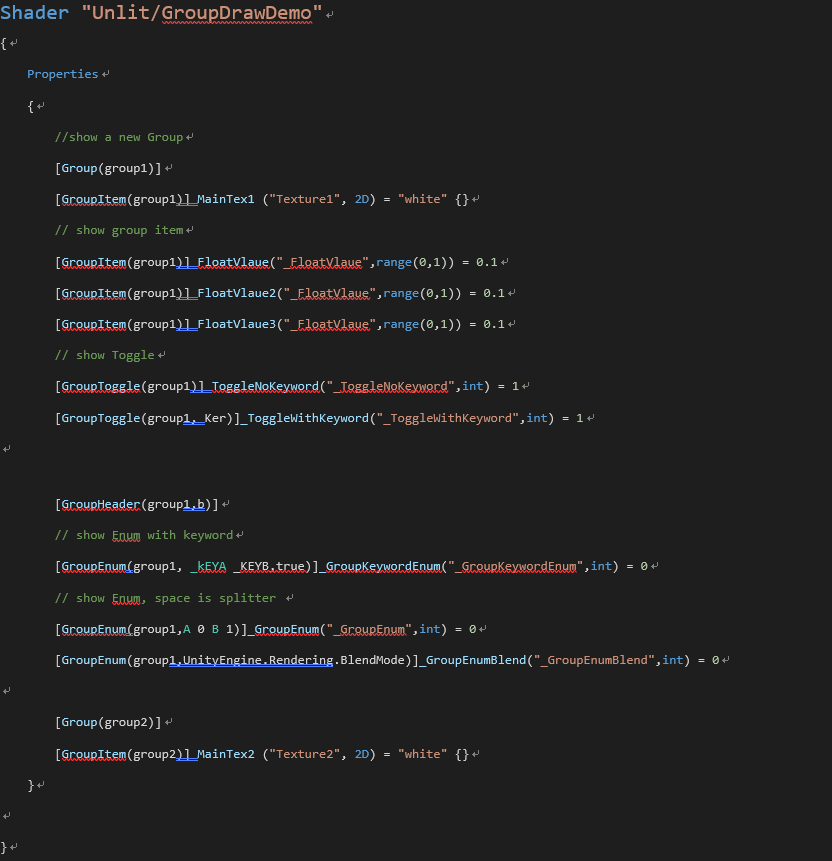 Shader "Unlit/GroupDrawDemo"
{
Properties
{
//show a new Group
[Group(group1)]
[GroupItem(group1)]_MainTex1 ("Texture1", 2D) = "white" {}
// show group item
[GroupItem(group1)]_FloatVlaue("_FloatVlaue",range(0,1)) = 0.1
[GroupItem(group1)]_FloatVlaue2("_FloatVlaue",range(0,1)) = 0.1
[GroupItem(group1)]_FloatVlaue3("_FloatVlaue",range(0,1)) = 0.1
// show Toggle
[GroupToggle(group1)]_ToggleNoKeyword("_ToggleNoKeyword",int) = 1
[GroupToggle(group1,_Ker)]_ToggleWithKeyword("_ToggleWithKeyword",int) = 1
[GroupHeader(group1,b)]
// show Enum with keyword
[GroupEnum(group1, _kEYA _KEYB,true)]_GroupKeywordEnum("_GroupKeywordEnum",int) = 0
// show Enum, space is splitter
[GroupEnum(group1,A 0 B 1)]_GroupEnum("_GroupEnum",int) = 0
[GroupEnum(group1,UnityEngine.Rendering.BlendMode)]_GroupEnumBlend("_GroupEnumBlend",int) = 0
[Group(group2)]
[GroupItem(group2)]_MainTex2 ("Texture2", 2D) = "white" {}
}
}